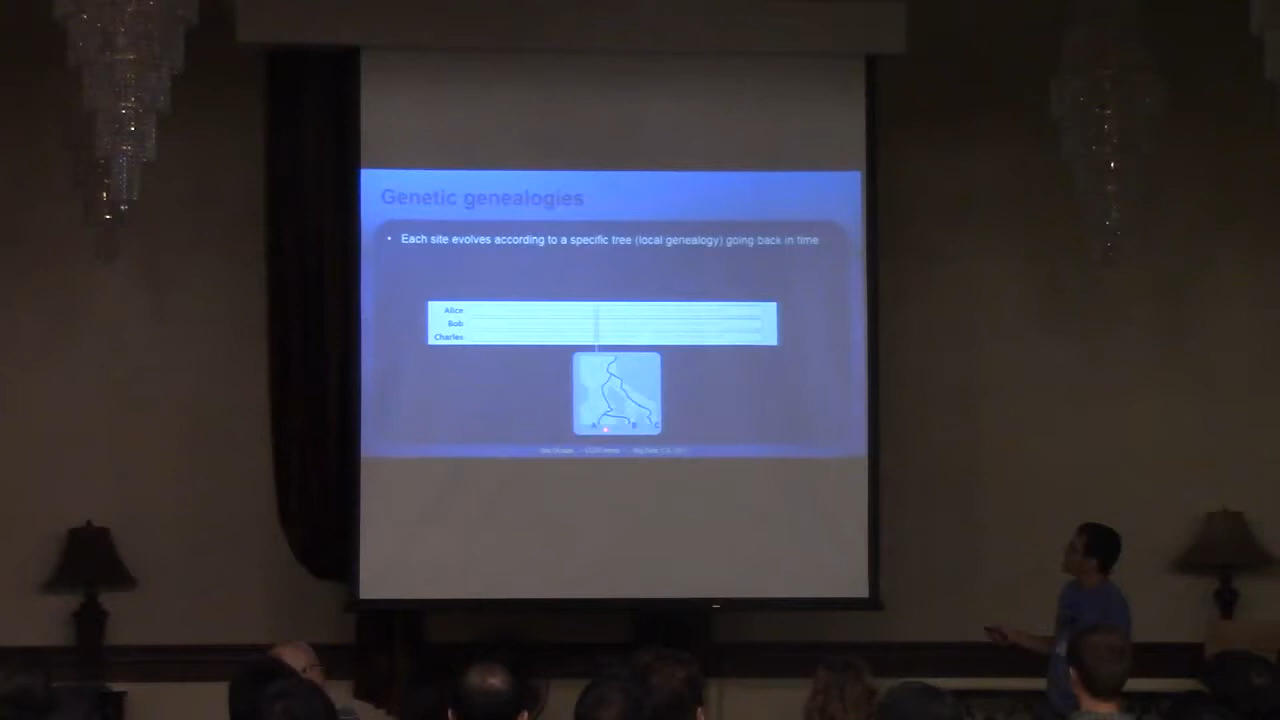 Genetic genealogies
• Each site evolves according to a specific tree (local genealogy) going back in time
Alice
Bob
Charles
A B C